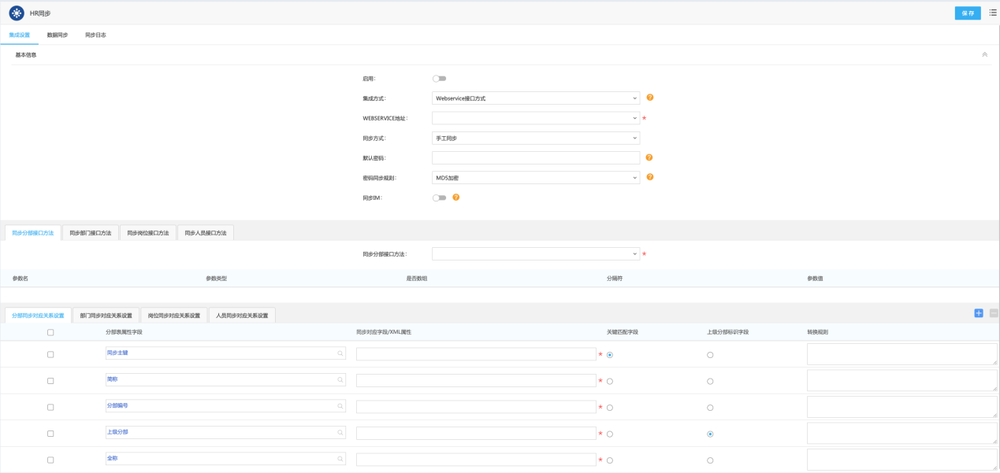 HR同步
保存
集成设置 数据同步 同步日志
基本信息
启用:
集成方式: Webservice接口方式 ?
WEBSERVICE地址: *
同步方式: 手工同步
默认密码: ?
密码同步规则: MD5加密 ?
同步IM: ?
同步分部接口方法 同步部门接口方法 同步岗位接口方法 同步人员接口方法
同步分部接口方法: *
参数名 参数类型 是否数组 分隔符 参数值
分部同步对应关系设置 部门同步对应关系设置 岗位同步对应关系设置 人员同步对应关系设置
分部表属性字段 同步对应字段/XML属性 关键匹配字段 上级分部标识字段 转换规则
同步主键 *
简称 *
分部编号 *
上级分部 *
全称 *